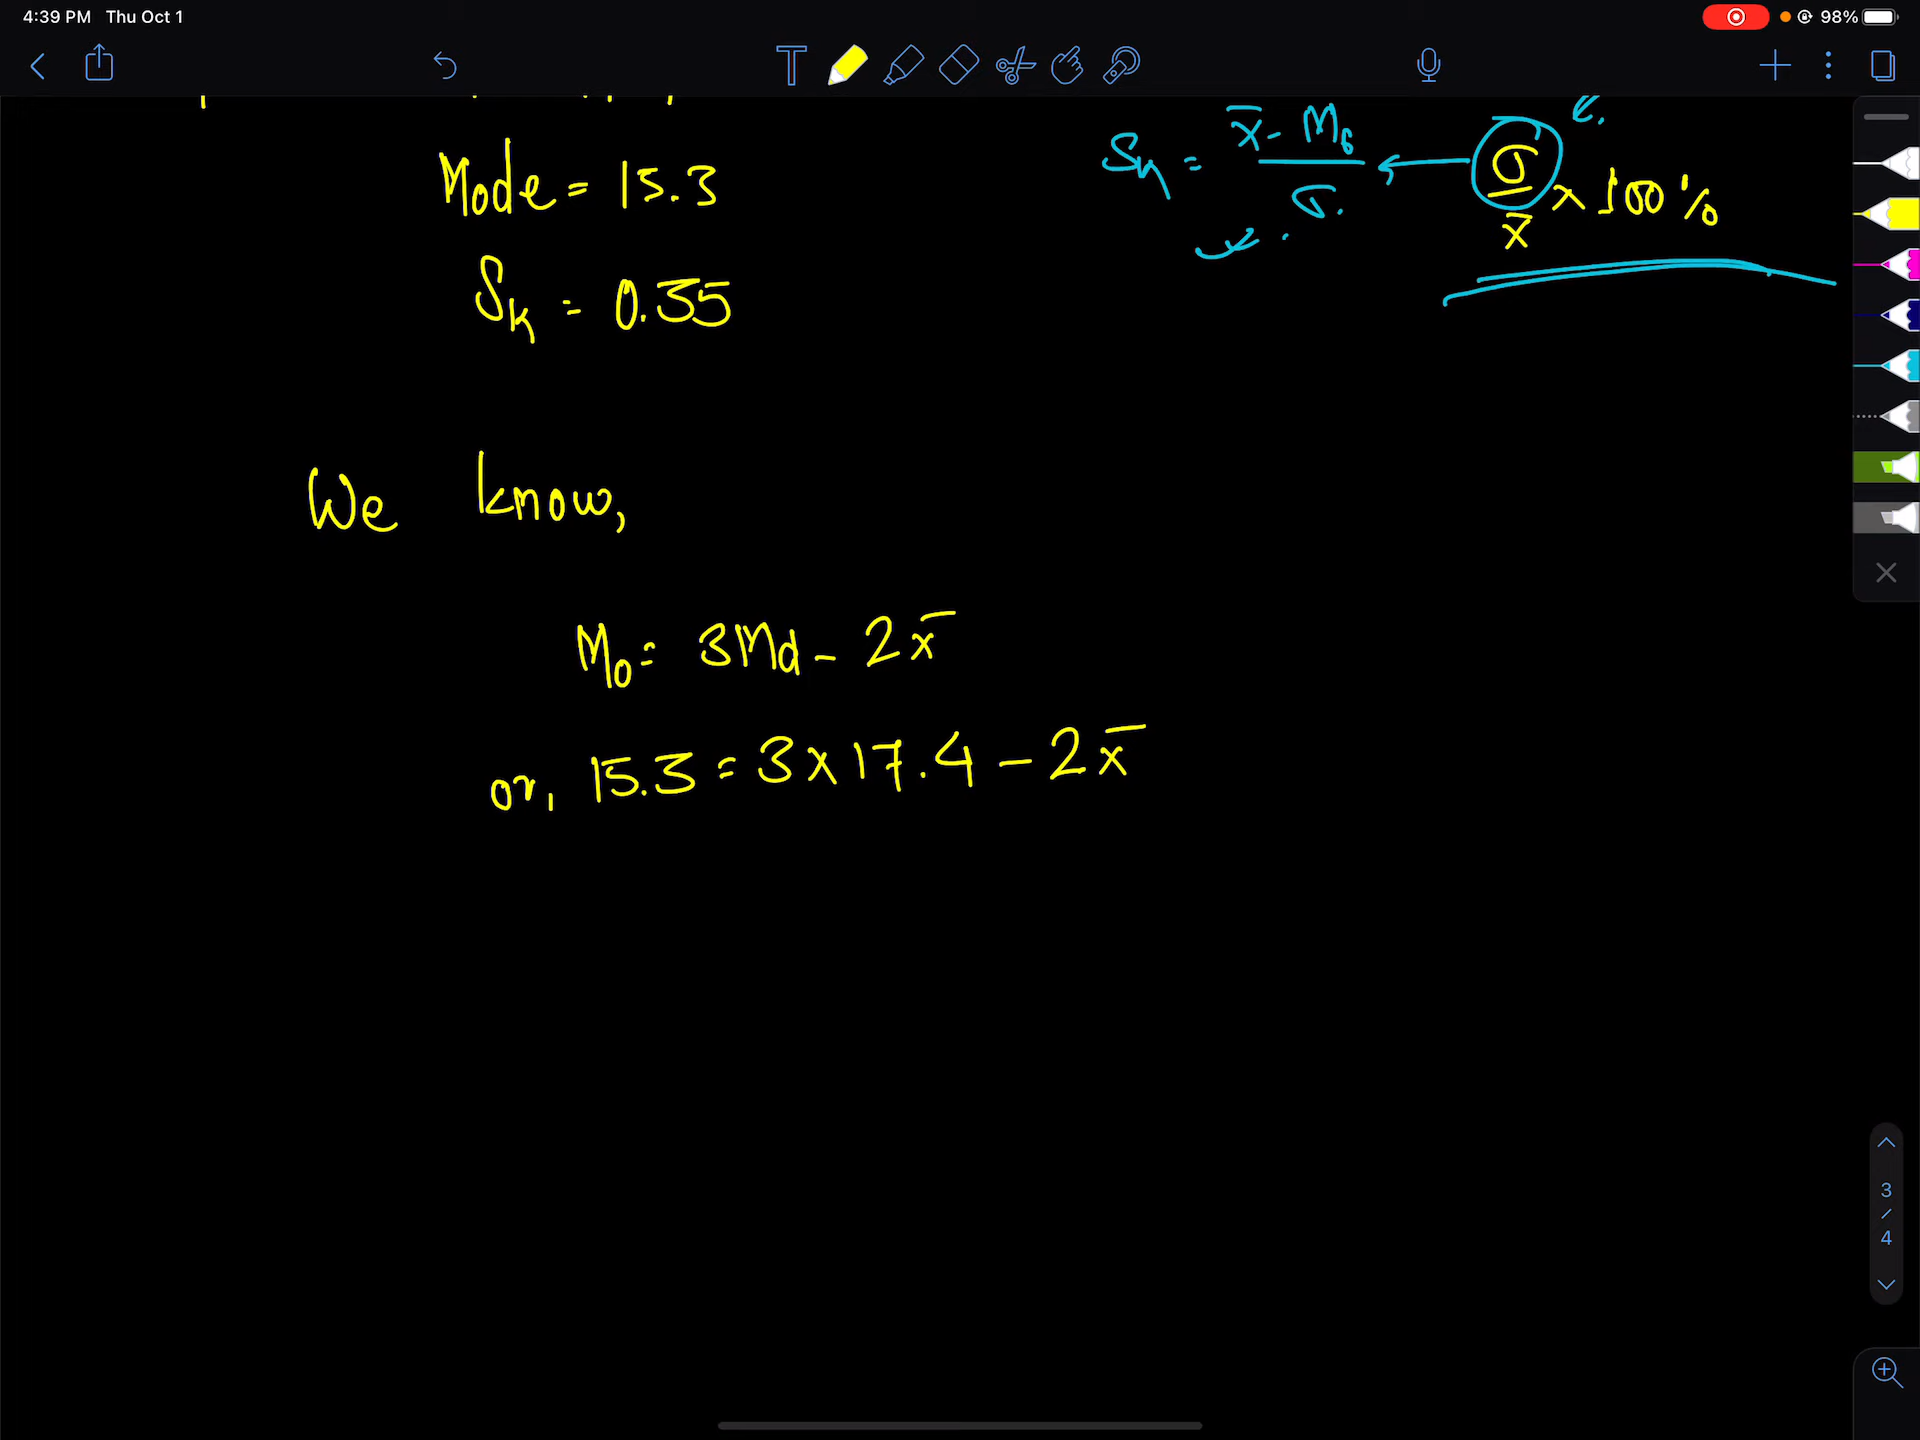 4:39 PM Thu Oct 1
98%
Mode = 15.3
Sk = 0.35
Sk = x̄ - Mo / σ
σ / x̄ × 100%
We know,
Mo = 3Md - 2x̄
or, 15.3 = 3 × 17.4 - 2x̄
3 / 4